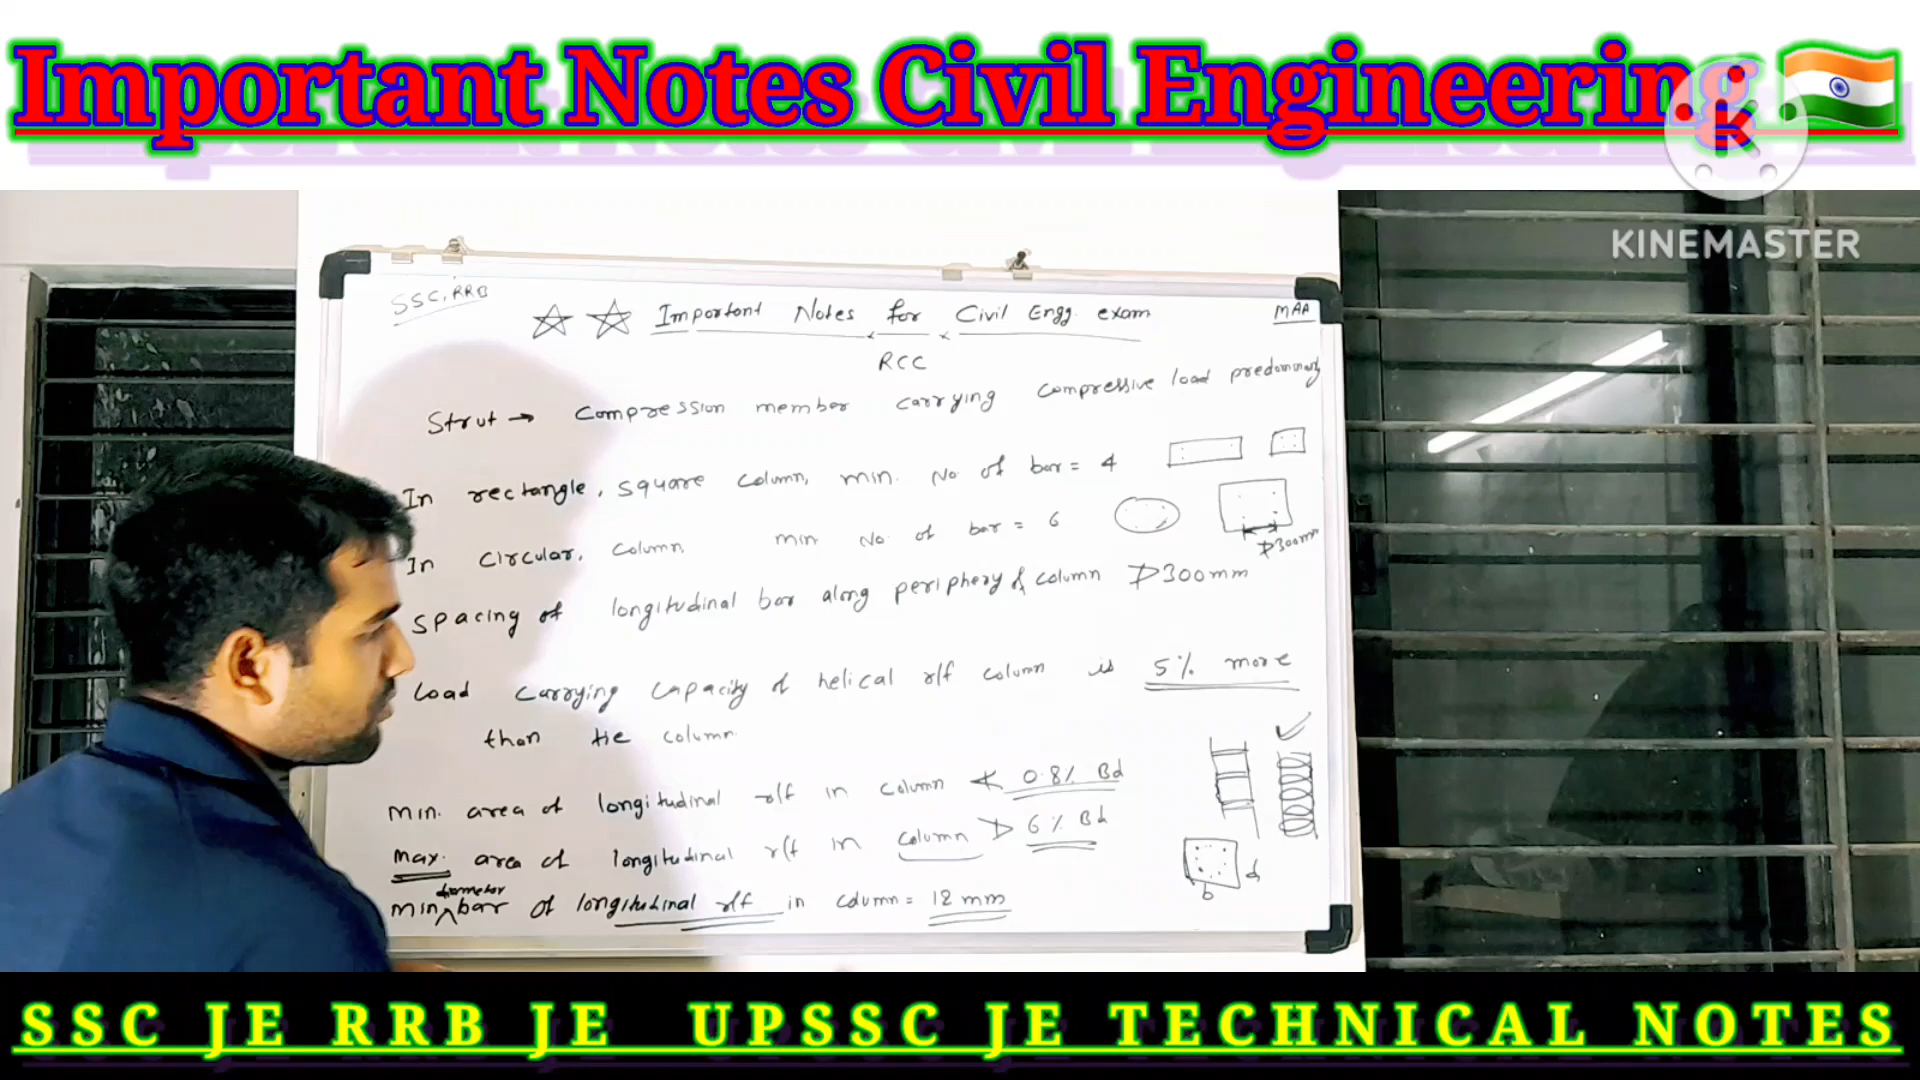 Important Notes Civil Engineering
K
KINEMASTER
SSC, RRB
Important Notes for Civil Engg. exam
MAA
RCC
Strut → Compression member carrying compressive load predominantly
In rectangle, square column, min. No of bar = 4
In Circular, Column, min No. of bar = 6
≯300mm
Spacing of longitudinal bar along periphery of column ≯300mm
Load carrying capacity of helical r/f column is 5% more
than tie column.
Min. area of longitudinal r/f in column ≮ 0.8% Bd
Max. area of longitudinal r/f in column ≯ 6% Bd
diameter
min ^ bar of longitudinal r/f in column = 12 mm
b
d
SSC JE RRB JE UPSSC JE TECHNICAL NOTES